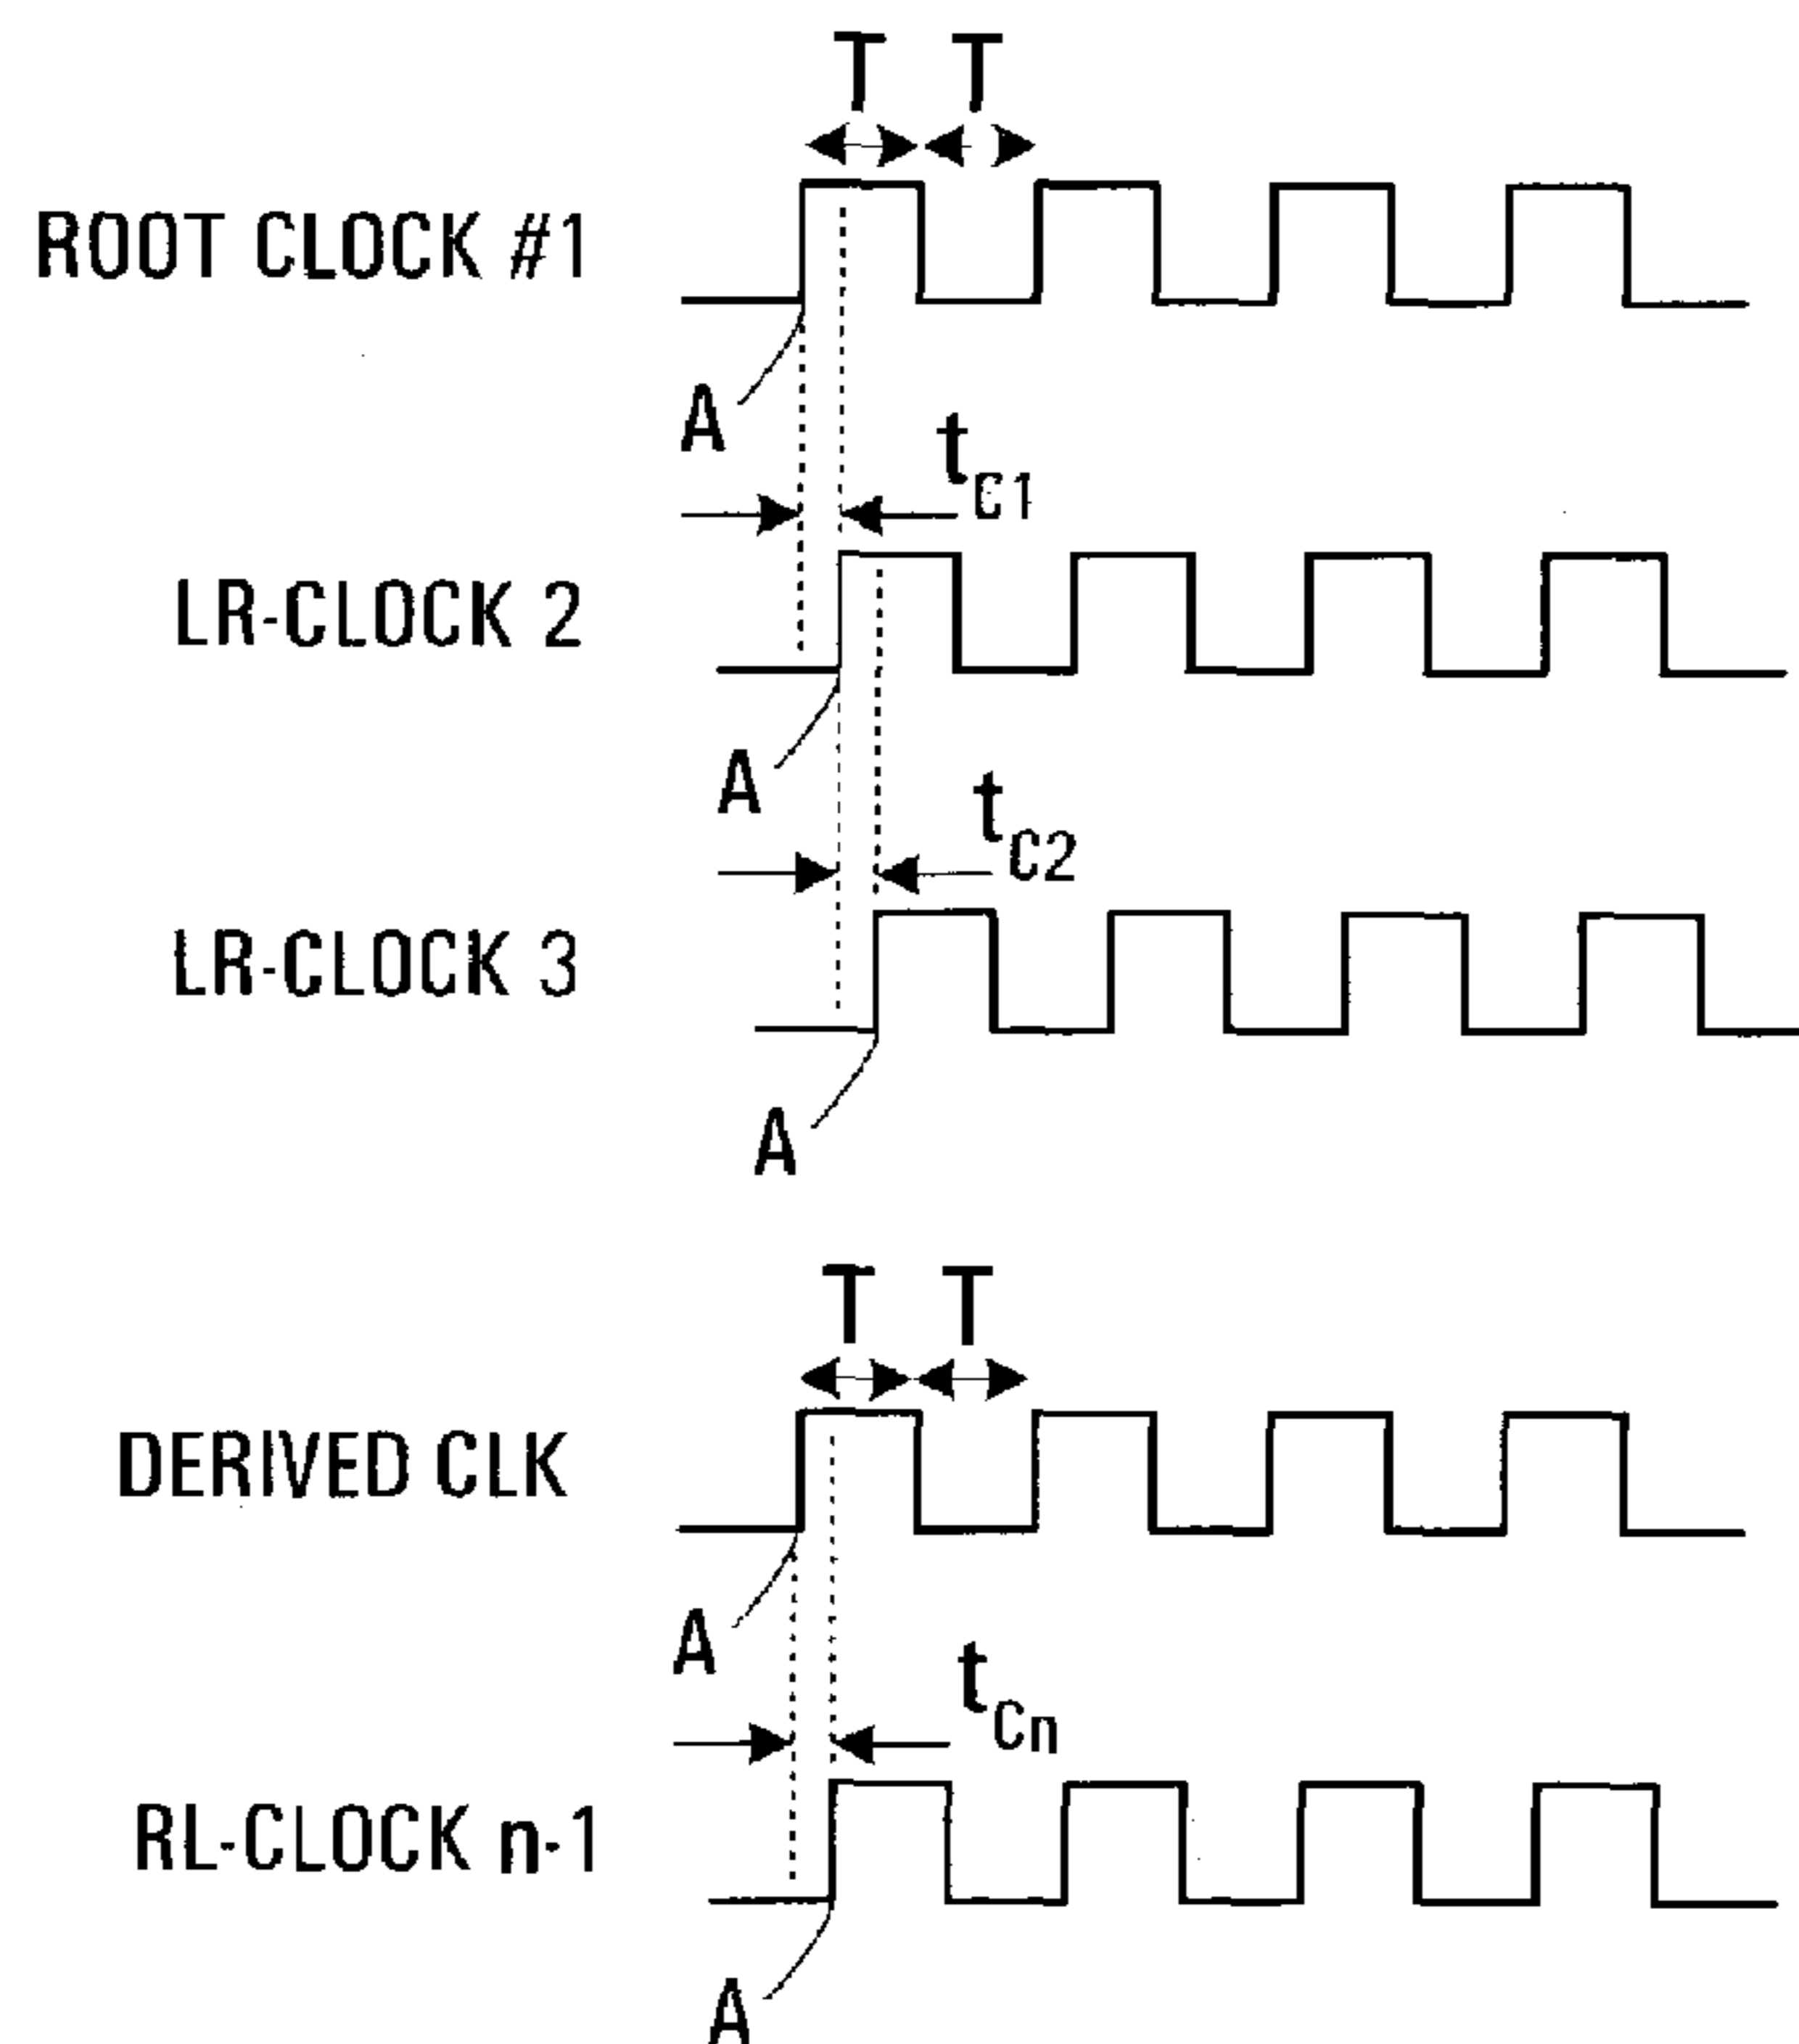 T T
ROOT CLOCK #1
A
tC1
LR-CLOCK 2
A
tC2
LR-CLOCK 3
A
T T
DERIVED CLK
A
tCn
RL-CLOCK n-1
A